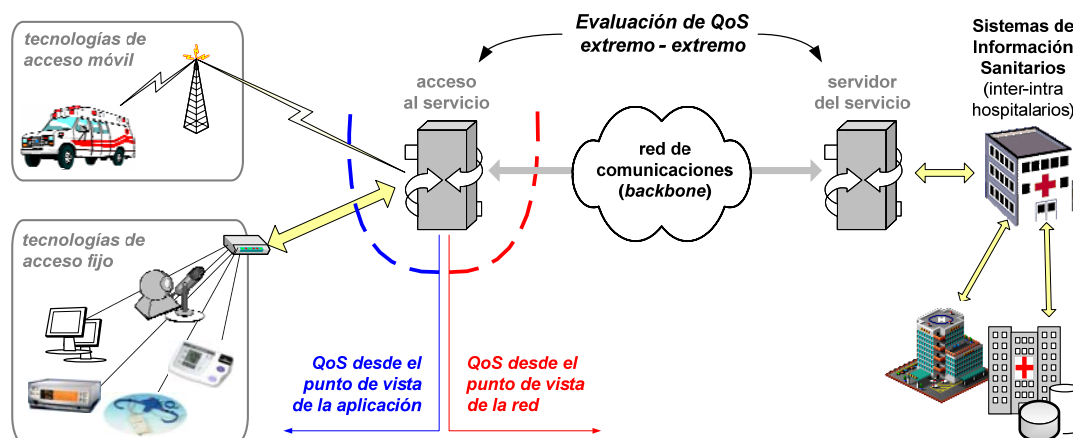 tecnologías de
acceso móvil
Evaluación de QoS
extremo - extremo
acceso
al servicio
servidor
del servicio
Sistemas de
Información
Sanitarios
(inter-intra
hospitalarios)
red de
comunicaciones
(backbone)
tecnologías de
acceso fijo
QoS desde el
punto de vista
de la aplicación
QoS desde el
punto de vista
de la red
H